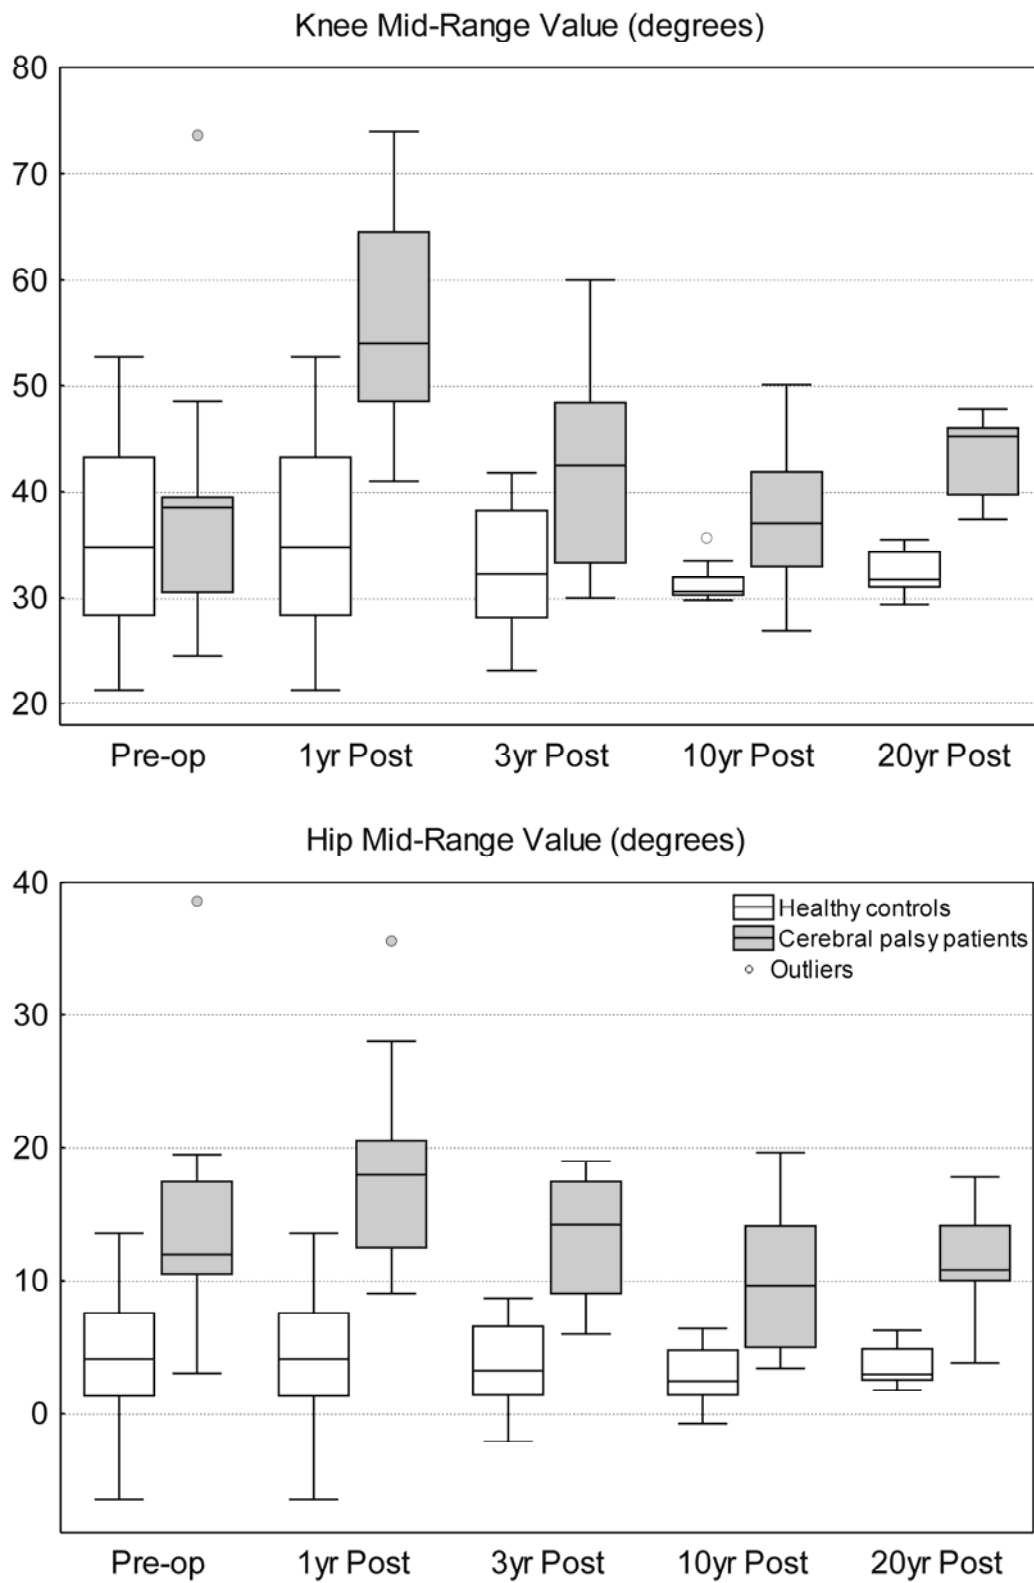 Knee Mid-Range Value (degrees)
80
70
60
50
40
30
20
Pre-op 1yr Post 3yr Post 10yr Post 20yr Post
Hip Mid-Range Value (degrees)
40
Healthy controls
Cerebral palsy patients
Outliers
30
20
10
0
Pre-op 1yr Post 3yr Post 10yr Post 20yr Post